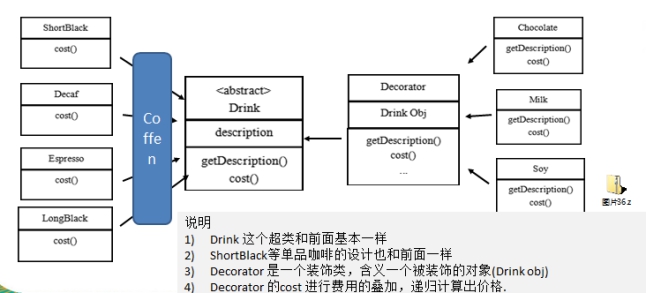 ShortBlack
cost()
Decaf
cost()
Espresso
cost()
LongBlack
cost()
Co
ffe
n
<abstract>
Drink
description
getDescription()
cost()
Decorator
Drink Obj
getDescription()
cost()
...
Chocolate
getDescription()
cost()
Milk
getDescription()
cost()
Soy
getDescription()
cost()
图片36.z
说明
1) Drink 这个超类和前面基本一样
2) ShortBlack等单品咖啡的设计也和前面一样
3) Decorator 是一个装饰类，含义一个被装饰的对象(Drink obj)
4) Decorator 的cost 进行费用的叠加，递归计算出价格.